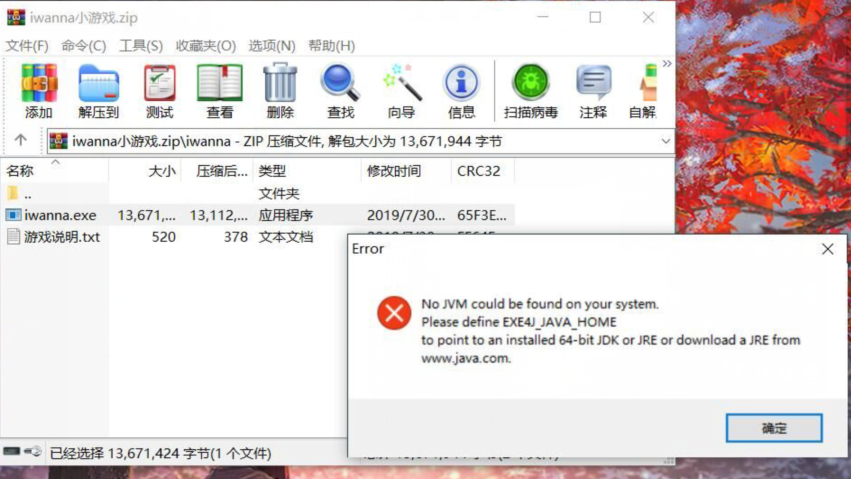 iwanna小游戏.zip
文件(F) 命令(C) 工具(S) 收藏夹(O) 选项(N) 帮助(H)
添加 解压到 测试 查看 删除 查找 向导 信息 扫描病毒 注释 自解
iwanna小游戏.zip\iwanna - ZIP 压缩文件, 解包大小为 13,671,944 字节
名称 大小 压缩后... 类型 修改时间 CRC32
.. 文件夹
iwanna.exe 13,671,... 13,112,... 应用程序 2019/7/30... 65F3E...
游戏说明.txt 520 378 文本文档
Error
No JVM could be found on your system.
Please define EXE4J_JAVA_HOME
to point to an installed 64-bit JDK or JRE or download a JRE from
www.java.com.
确定
已经选择 13,671,424 字节(1 个文件)